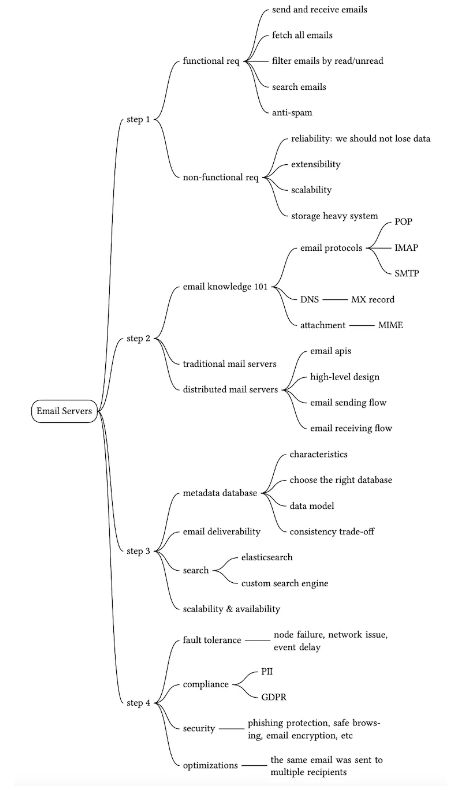 send and receive emails
fetch all emails
functional req
filter emails by read/unread
search emails
anti-spam
step 1
reliability: we should not lose data
extensibility
non-functional req
scalability
storage heavy system
POP
email protocols
IMAP
SMTP
email knowledge 101
DNS
MX record
attachment
MIME
step 2
traditional mail servers
email apis
high-level design
distributed mail servers
email sending flow
email receiving flow
Email Servers
characteristics
choose the right database
metadata database
data model
consistency trade-off
email deliverability
step 3
elasticsearch
search
custom search engine
scalability & availability
fault tolerance
node failure, network issue,
event delay
PII
compliance
GDPR
step 4
security
phishing protection, safe brows-
ing, email encryption, etc
optimizations
the same email was sent to
multiple recipients